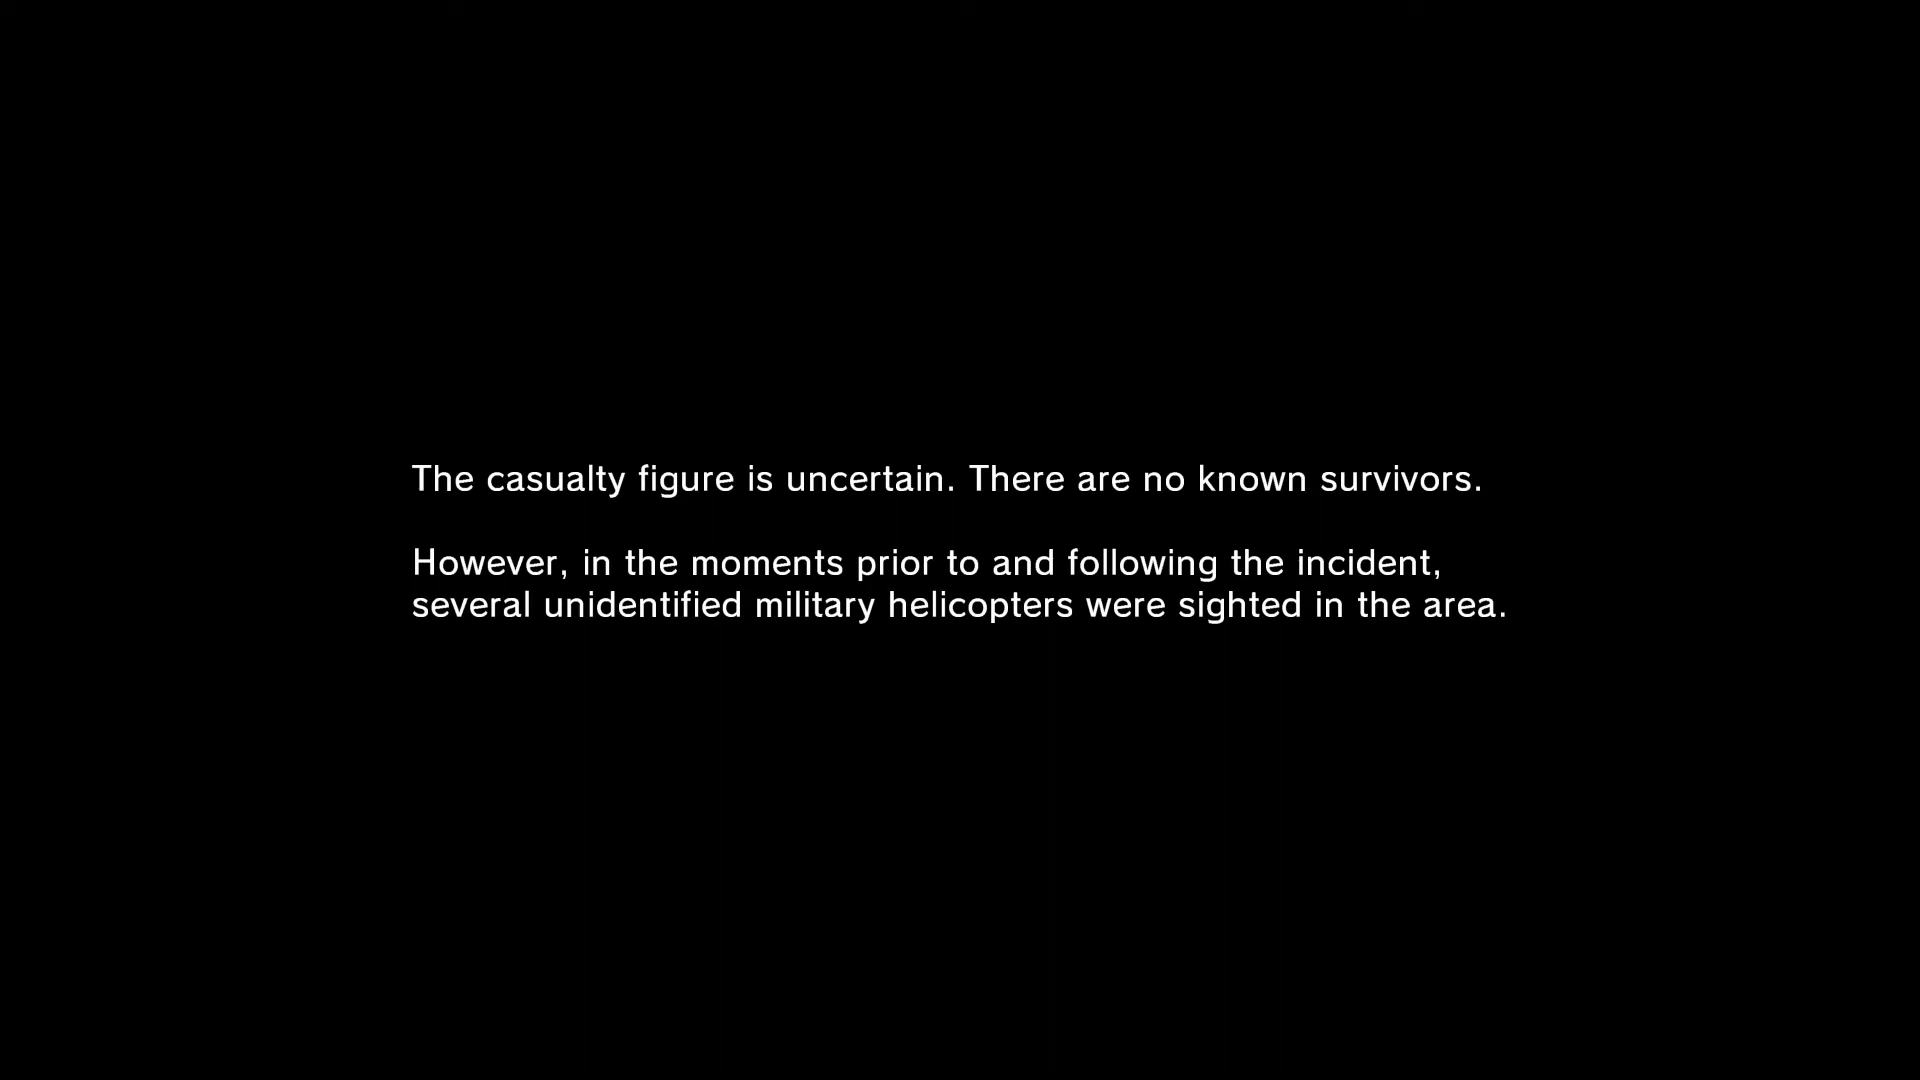 The casualty figure is uncertain. There are no known survivors.
However, in the moments prior to and following the incident,
several unidentified military helicopters were sighted in the area.